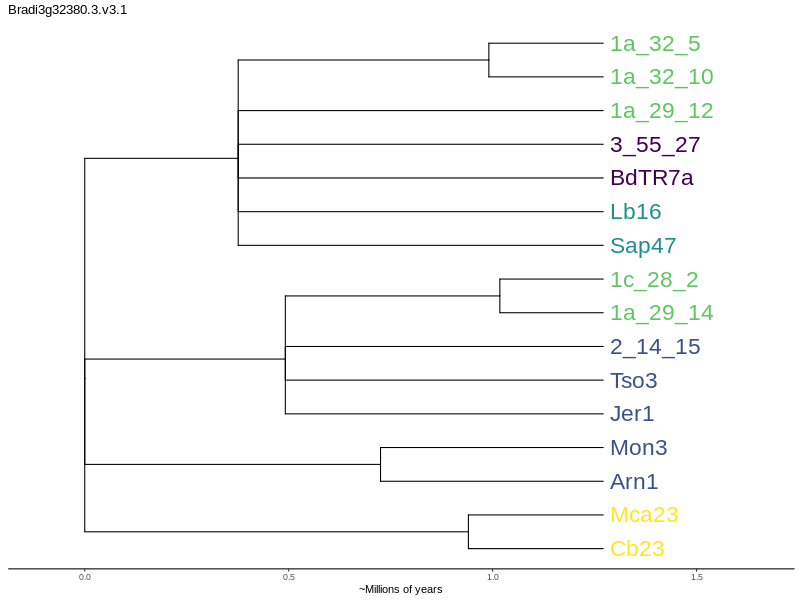 Bradi3g32380.3.v3.1
1a_32_5
1a_32_10
1a_29_12
3_55_27
BdTR7a
Lb16
Sap47
1c_28_2
1a_29_14
2_14_15
Tso3
Jer1
Mon3
Arn1
Mca23
Cb23
0.0 0.5 1.0 1.5
~Millions of years